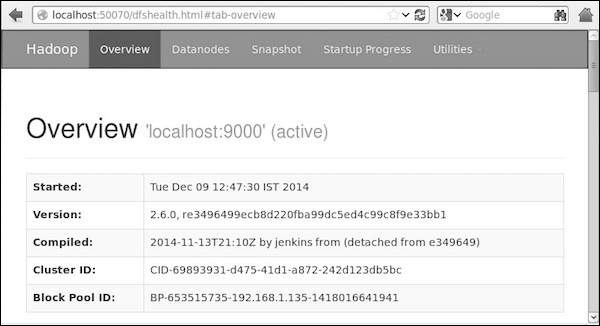 localhost:50070/dfshealth.html#tab-overview Google
Hadoop Overview Datanodes Snapshot Startup Progress Utilities
Overview 'localhost:9000' (active)
Started: Tue Dec 09 12:47:30 IST 2014
Version: 2.6.0, re3496499ecb8d220fba99dc5ed4c99c8f9e33bb1
Compiled: 2014-11-13T21:10Z by jenkins from (detached from e349649)
Cluster ID: CID-69893931-d475-41d1-a872-242d123db5bc
Block Pool ID: BP-653515735-192.168.1.135-1418016641941